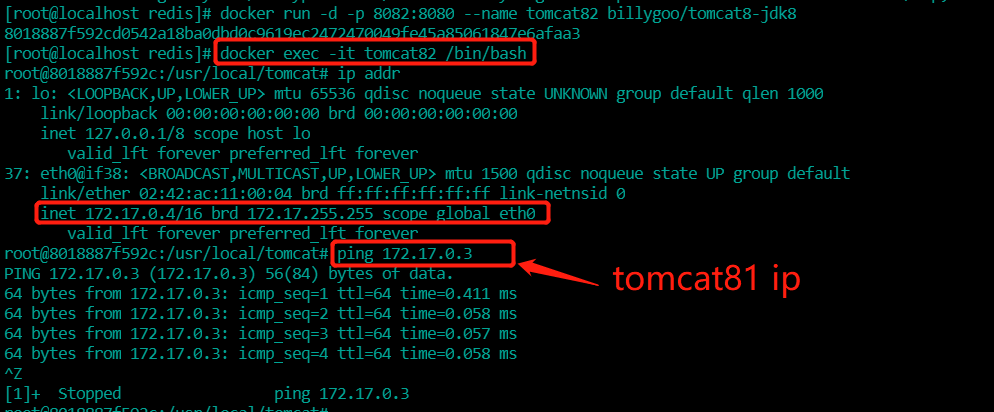 [root@localhost redis]# docker run -d -p 8082:8080 --name tomcat82 billygoo/tomcat8-jdk8
8018887f592cd0542a18ba0dbd0c9619ec2472470049fe45a85061847e6afaa3
[root@localhost redis]# docker exec -it tomcat82 /bin/bash
root@8018887f592c:/usr/local/tomcat# ip addr
1: lo: <LOOPBACK,UP,LOWER_UP> mtu 65536 qdisc noqueue state UNKNOWN group default qlen 1000
link/loopback 00:00:00:00:00:00 brd 00:00:00:00:00:00
inet 127.0.0.1/8 scope host lo
valid_lft forever preferred_lft forever
37: eth0@if38: <BROADCAST,MULTICAST,UP,LOWER_UP> mtu 1500 qdisc noqueue state UP group default
link/ether 02:42:ac:11:00:04 brd ff:ff:ff:ff:ff:ff link-netnsid 0
inet 172.17.0.4/16 brd 172.17.255.255 scope global eth0
valid_lft forever preferred_lft forever
root@8018887f592c:/usr/local/tomcat# ping 172.17.0.3
PING 172.17.0.3 (172.17.0.3) 56(84) bytes of data.
tomcat81 ip
64 bytes from 172.17.0.3: icmp_seq=1 ttl=64 time=0.411 ms
64 bytes from 172.17.0.3: icmp_seq=2 ttl=64 time=0.058 ms
64 bytes from 172.17.0.3: icmp_seq=3 ttl=64 time=0.057 ms
64 bytes from 172.17.0.3: icmp_seq=4 ttl=64 time=0.058 ms
^Z
[1]+  Stopped                 ping 172.17.0.3
root@8018887f592c:/usr/local/tomcat#